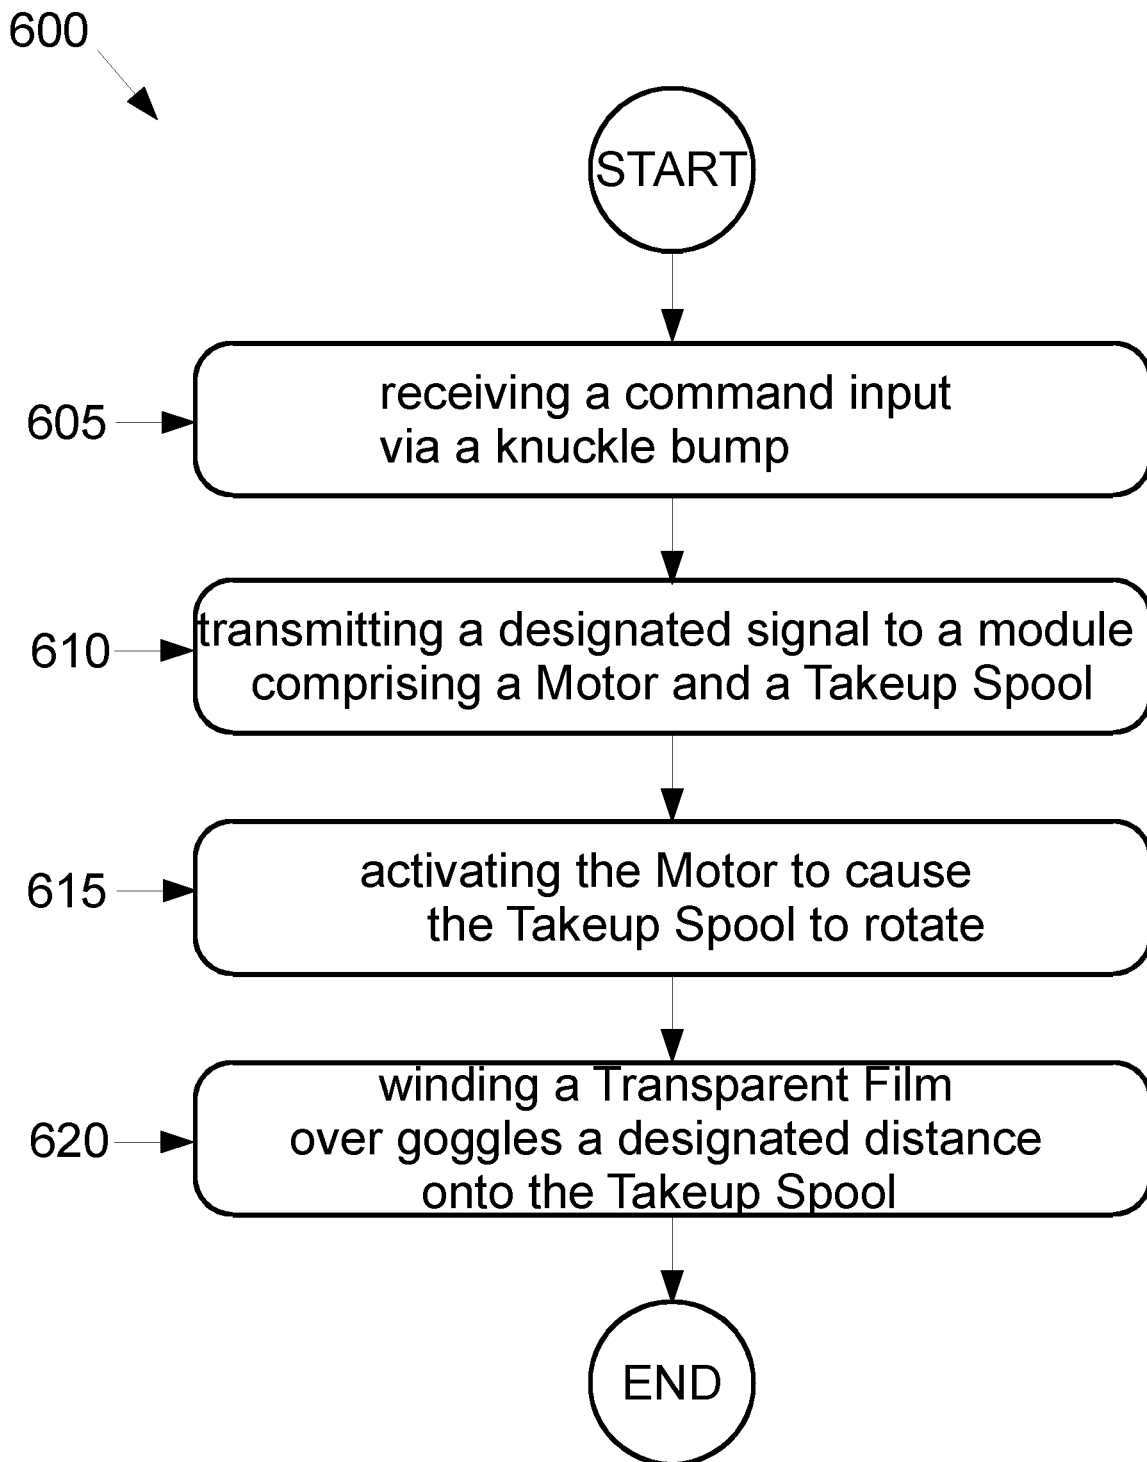 600
START
605
receiving a command input
via a knuckle bump
610
transmitting a designated signal to a module
comprising a Motor and a Takeup Spool
615
activating the Motor to cause
the Takeup Spool to rotate
620
winding a Transparent Film
over goggles a designated distance
onto the Takeup Spool
END